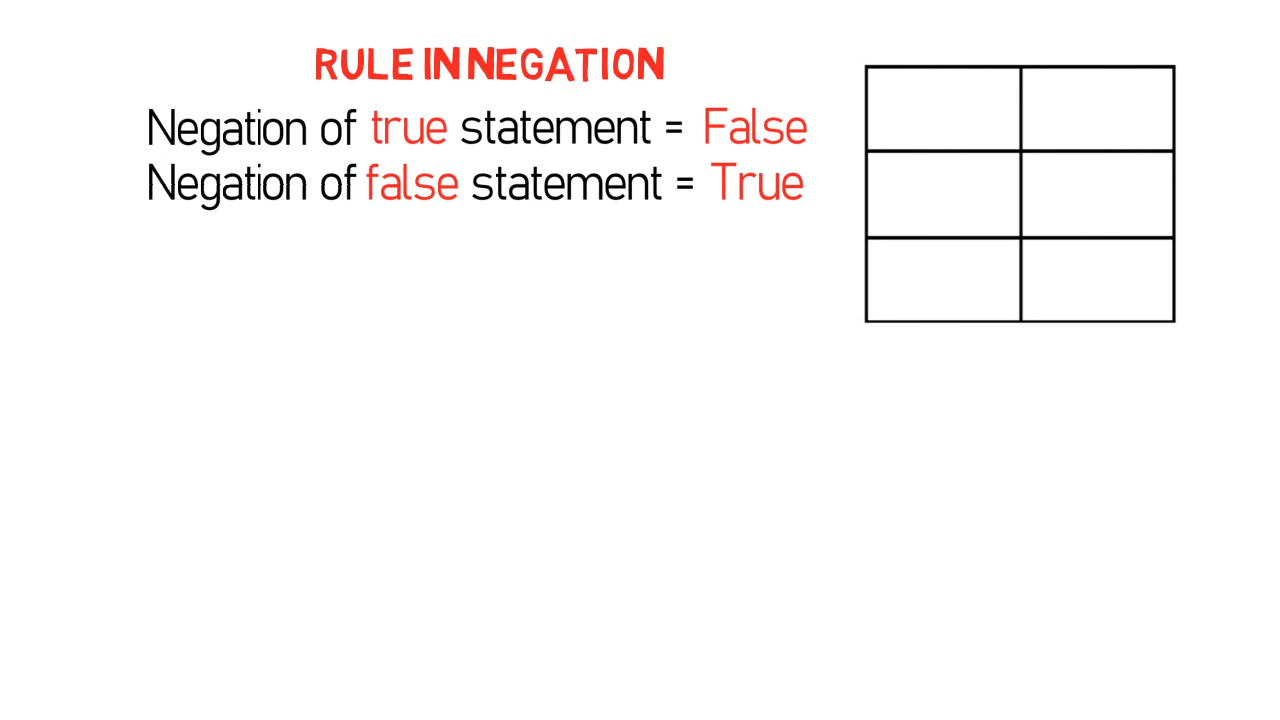 RULE IN NEGATION
Negation of true statement = False
Negation of false statement = True